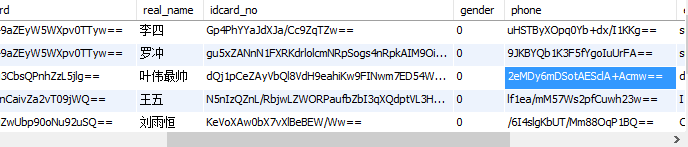 rd real_name idcard_no gender phone
-9aZEyW5WXpv0TTyw== 李四 Gp4PhYYaJdXJa/Cc9ZqTZw== 0 uHSTByXOpq0Yb+dx/I1KKg== s
-9aZEyW5WXpv0TTyw== 罗冲 gu5xZANnN1FXRKdrlolcmNRpSogs4nRpkAIM9Oi... 0 9JKBYQb1K3F5fYgoIuUrFA== s
3CbsQPnhZzL5jlg== 叶伟最帅 dQj1pCeZAyVbQl8VdH9eahiKw9FINwm7ED54W... 0 2eMDy6mDSotAESdA+Acmw== d
nCaivZa2vT09jWQ== 王五 N5nIzQZnL/RbjwLZWORPaufbZbI3qXQdptVL3H... 0 lf1ea/mM57Ws2pfCuwh23w== I
ZwUbp90oNu92uSQ== 刘雨恒 KeVoXAw0bX7vXlBeBEW/Ww== 0 /6I4slgKbUT/Mm88OqP1BQ== C